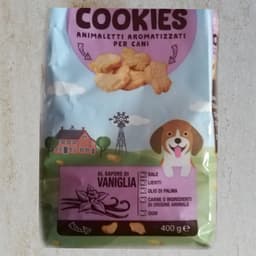 COOKIES
ANIMALETTI AROMATIZZATI
PER CANI
AL SAPORE DI
VANIGLIA
SALE
LIEVITI
OLIO DI PALMA
CARNE O INGREDIENTI
DI ORIGINE ANIMALE
OGM
400 g